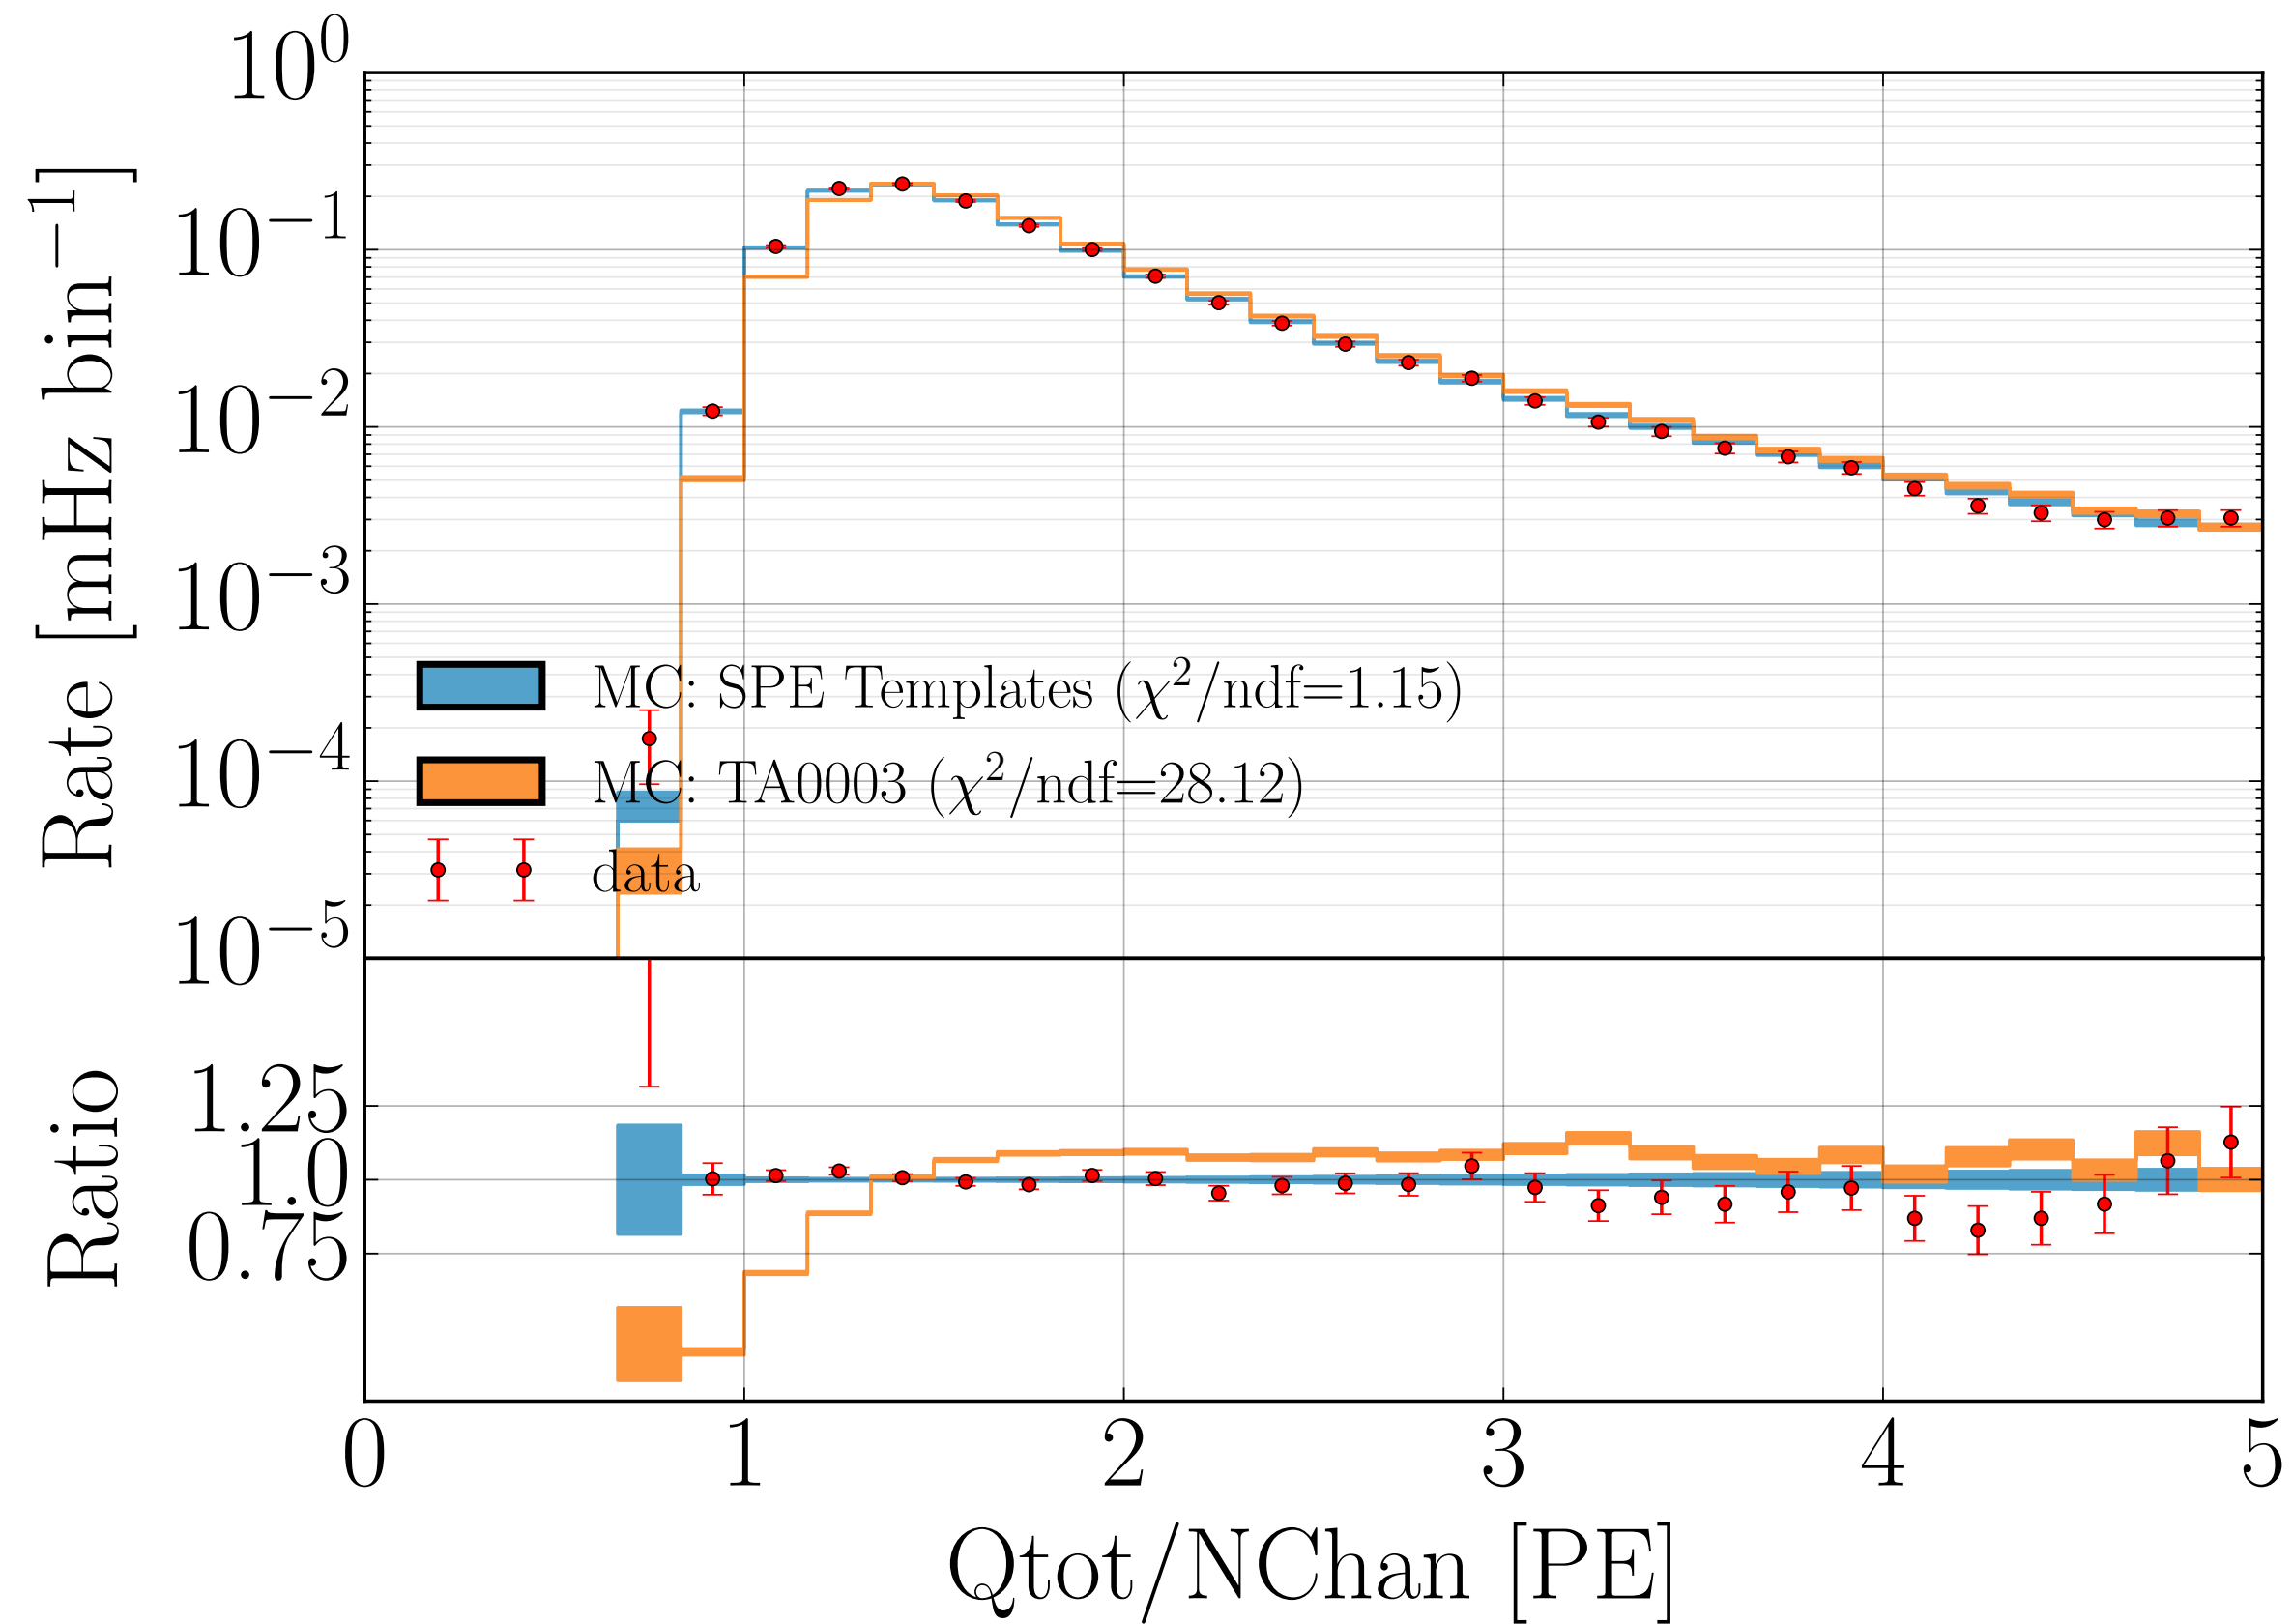 10⁰
10⁻¹
10⁻²
10⁻³
10⁻⁴
10⁻⁵
Rate [mHz bin⁻¹]
MC: SPE Templates (χ²/ndf=1.15)
MC: TA0003 (χ²/ndf=28.12)
data
1.25
1.0
0.75
Ratio
0 1 2 3 4 5
Qtot/NChan [PE]